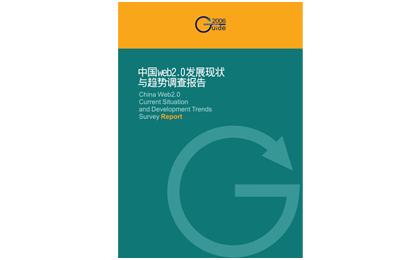 2006
Guide
中国web2.0发展现状
与趋势调查报告
China Web2.0
Current Situation
and Development Trends
Survey Report